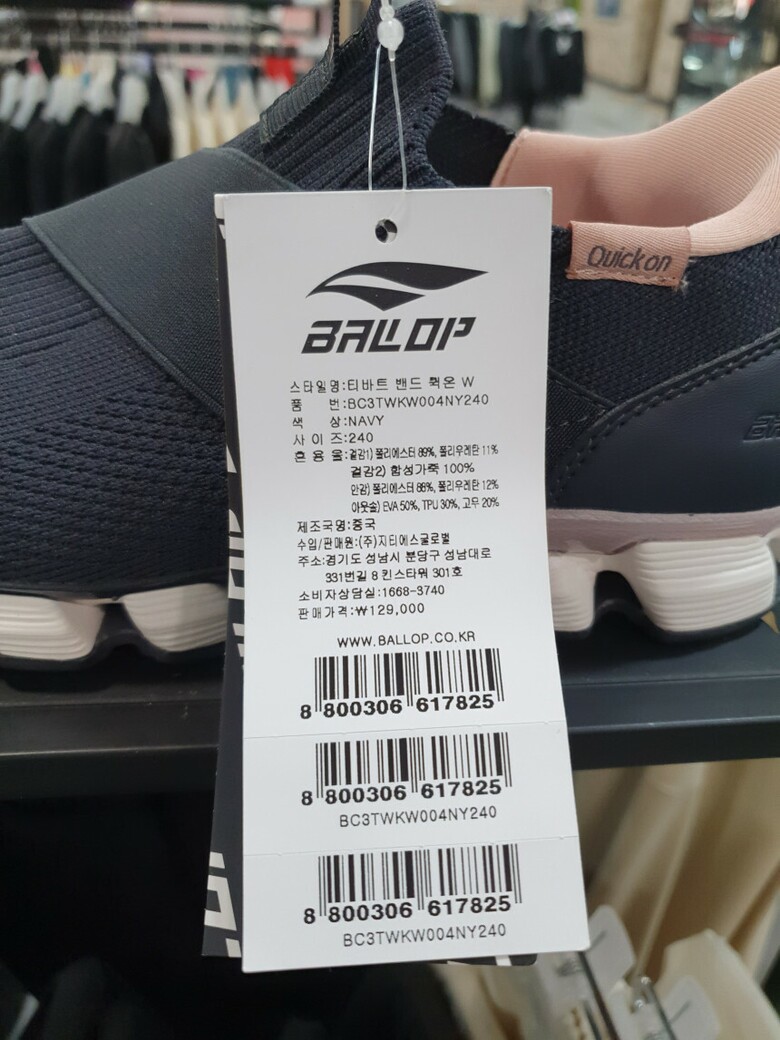 Quick on
BALLOP
스타일명:티바트 밴드 퀵온 W
품 번:BC3TWKW004NY240
색 상:NAVY
사 이 즈:240
혼 용 율:겉감1) 폴리에스터 89%, 폴리우레탄 11%
겉감2) 합성가죽 100%
안감) 폴리에스터 88%, 폴리우레탄 12%
아웃솔) EVA 50%, TPU 30%, 고무 20%
제조국명:중국
수입/판매원:(주)지티에스글로벌
주소:경기도 성남시 분당구 성남대로
331번길 8 킨스타워 301호
소비자상담실:1668-3740
판매가격:₩129,000
WWW.BALLOP.CO.KR
8 800306 617825
8 800306 617825
BC3TWKW004NY240
8 800306 617825
BC3TWKW004NY240